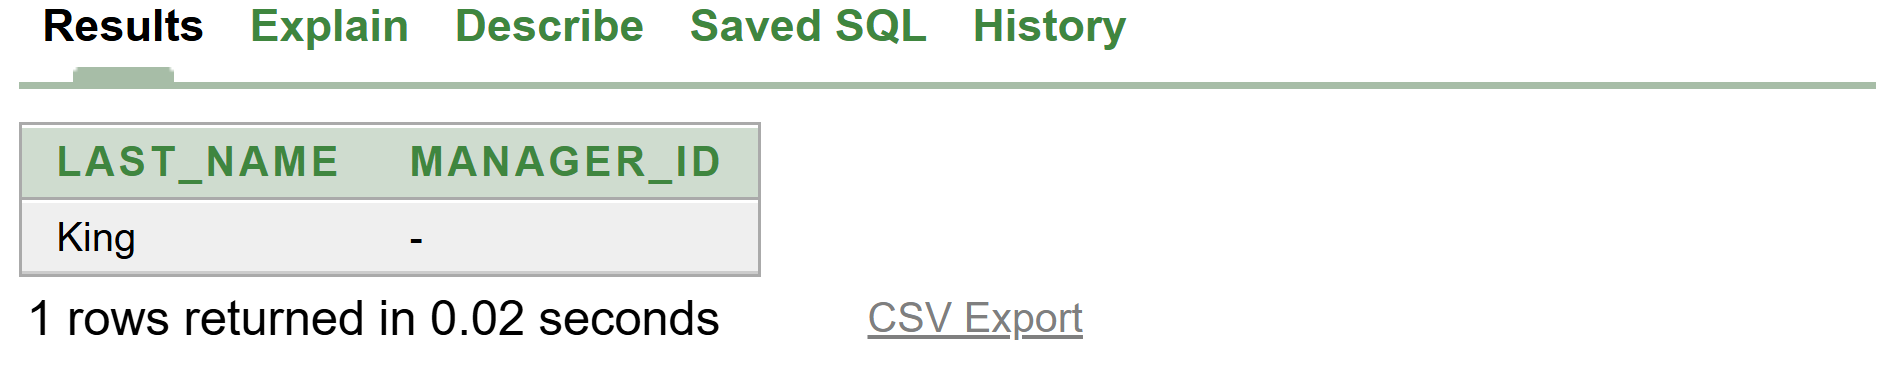 Results Explain Describe Saved SQL History
LAST_NAME MANAGER_ID
King -
1 rows returned in 0.02 seconds CSV Export